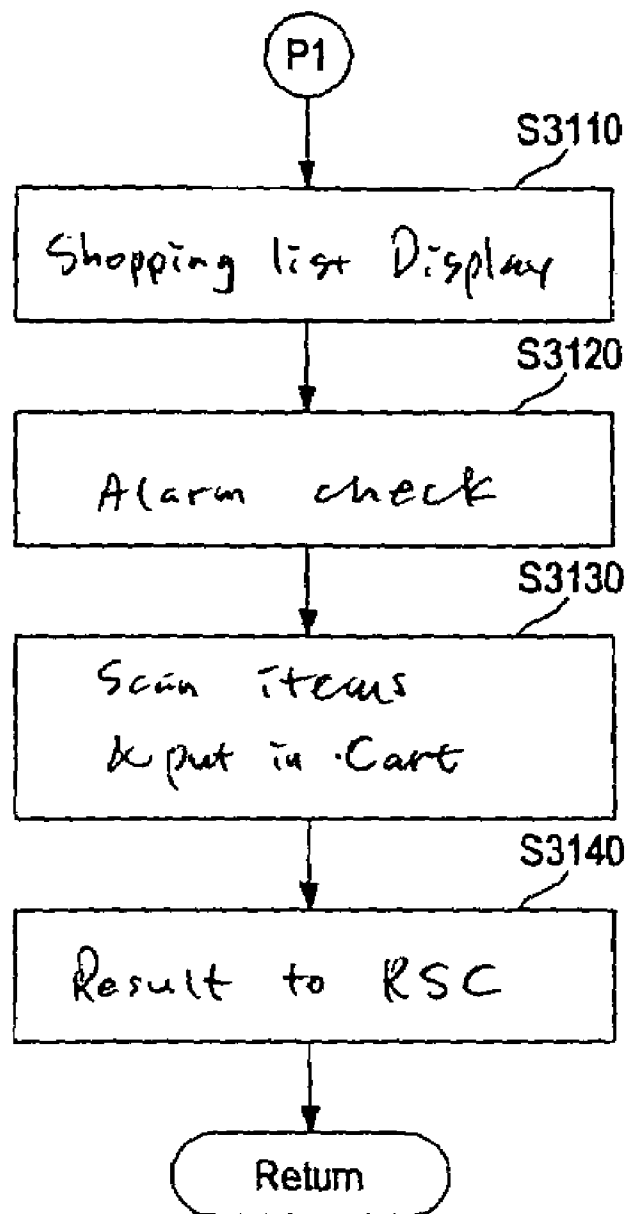 P1
S3110
Shopping list Display
S3120
Alarm check
S3130
Scan items
& put in Cart
S3140
Result to RSC
Return